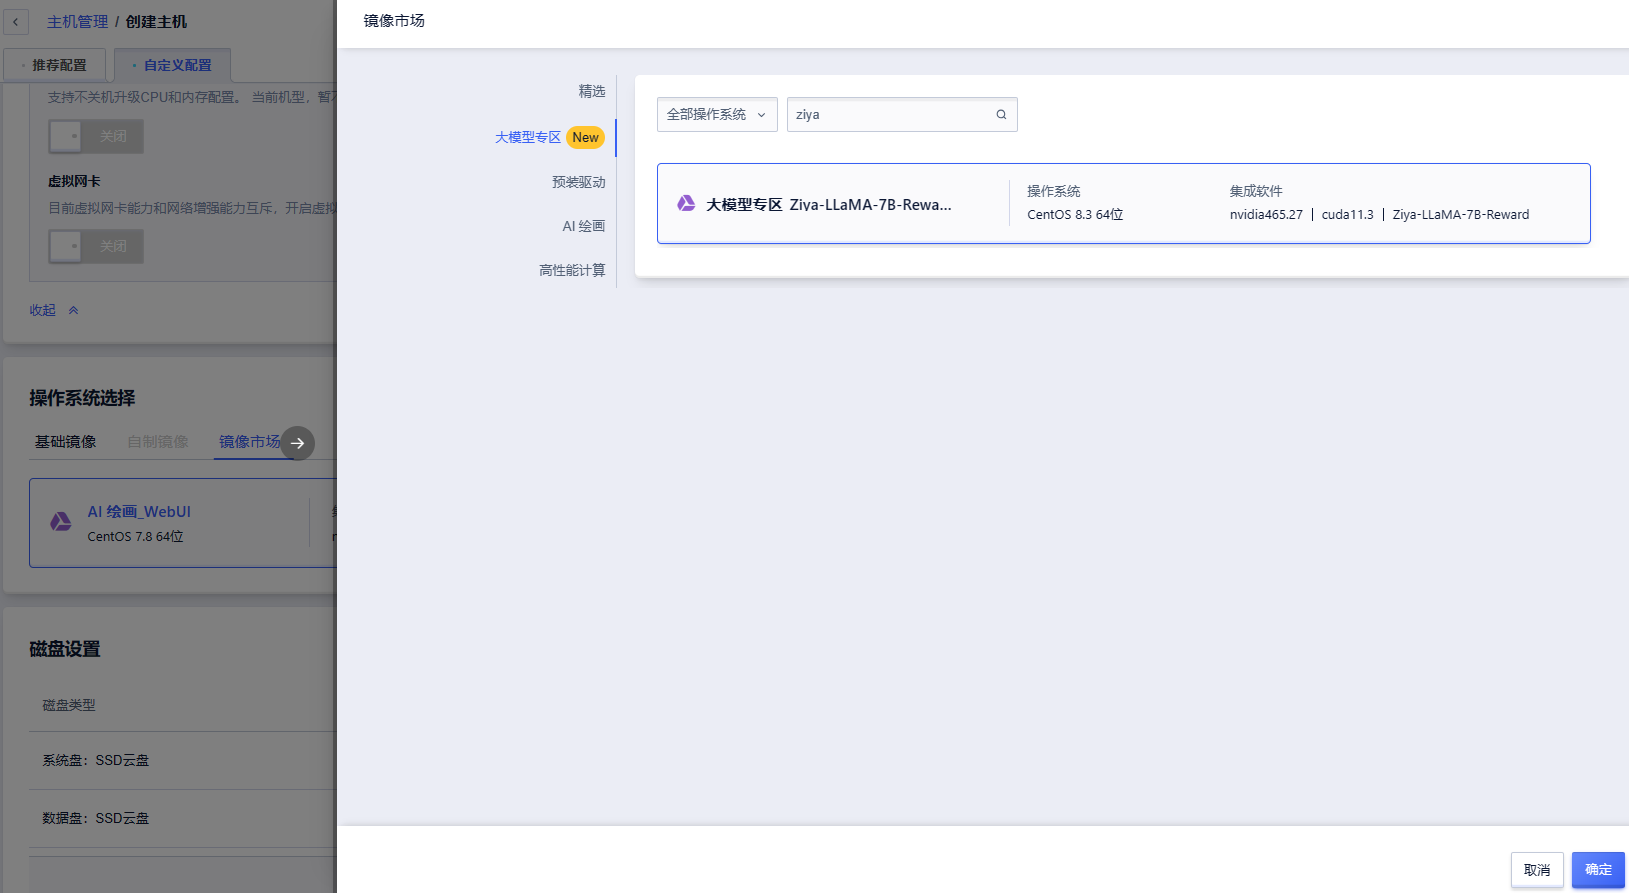 主机管理 / 创建主机
推荐配置
自定义配置
支持不关机升级CPU和内存配置。 当前机型，暂
关闭
虚拟网卡
目前虚拟网卡能力和网络增强能力互斥，开启虚拟
关闭
收起
操作系统选择
基础镜像
自制镜像
镜像市场
AI 绘画_WebUI
CentOS 7.8 64位
磁盘设置
磁盘类型
系统盘：SSD云盘
数据盘：SSD云盘
镜像市场
精选
大模型专区 New
预装驱动
AI 绘画
高性能计算
全部操作系统
ziya
大模型专区 Ziya-LLaMA-7B-Rewa...
操作系统
CentOS 8.3 64位
集成软件
nvidia465.27 | cuda11.3 | Ziya-LLaMA-7B-Reward
取消
确定